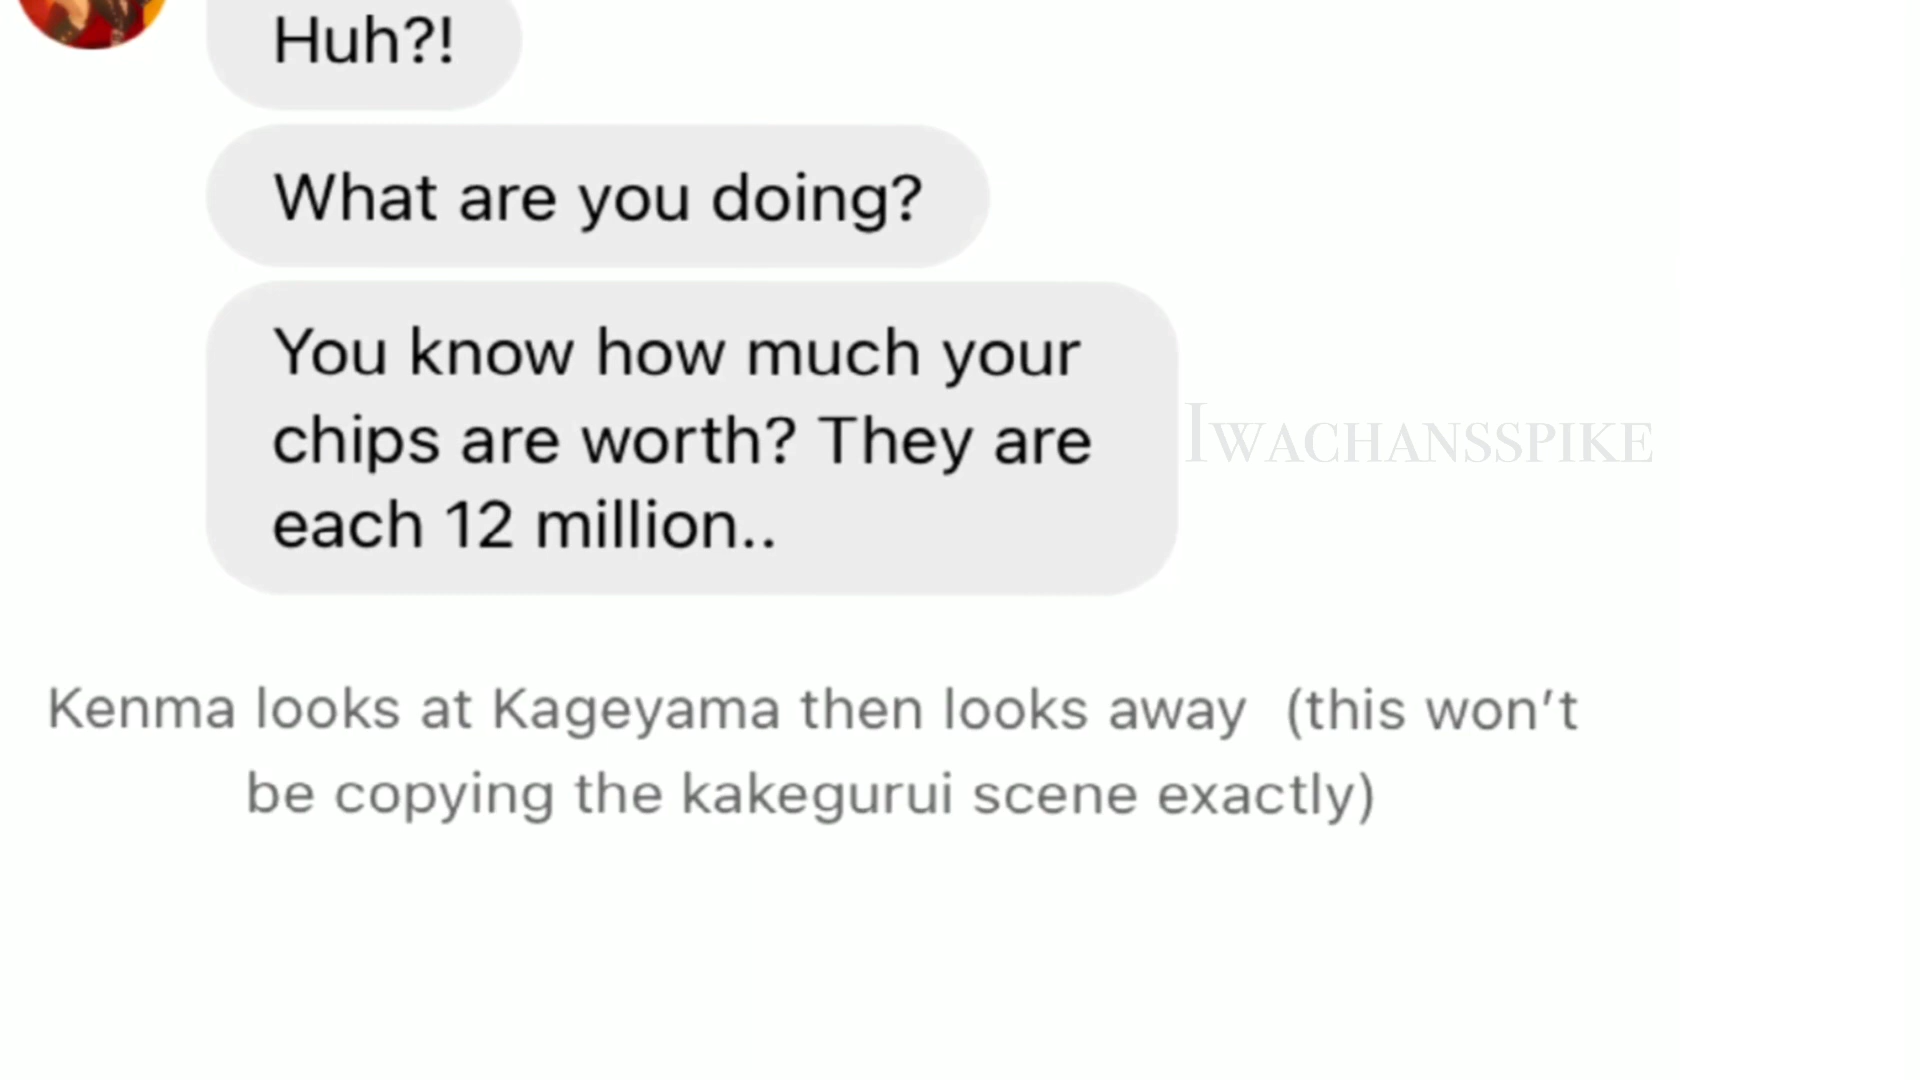 Huh?!
What are you doing?
You know how much your
chips are worth? They are
each 12 million..
IWACHANSSPIKE
Kenma looks at Kageyama then looks away (this won't
be copying the kakegurui scene exactly)